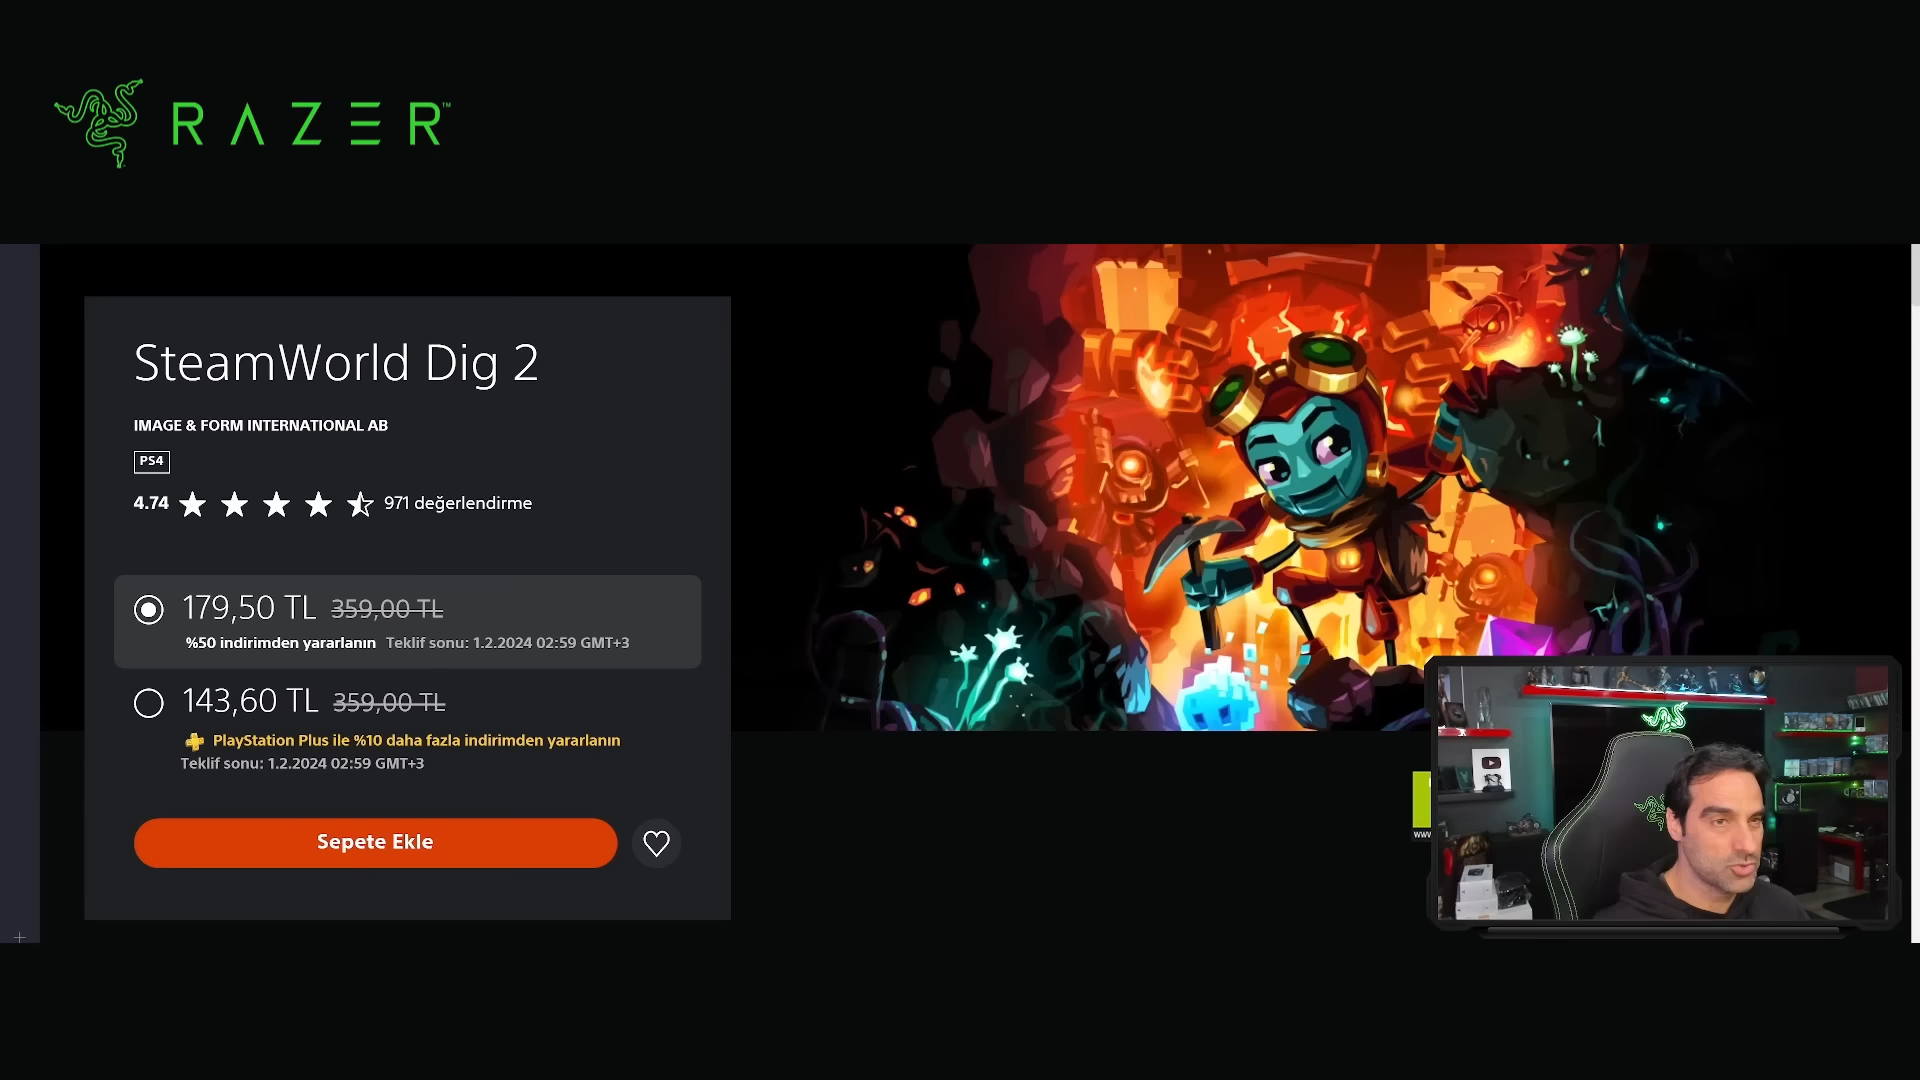 RAZER™
SteamWorld Dig 2
IMAGE & FORM INTERNATIONAL AB
PS4
4.74 971 değerlendirme
179,50 TL 359,00 TL
%50 indirimden yararlanın Teklif sonu: 1.2.2024 02:59 GMT+3
143,60 TL 359,00 TL
PlayStation Plus ile %10 daha fazla indirimden yararlanın
Teklif sonu: 1.2.2024 02:59 GMT+3
Sepete Ekle
www